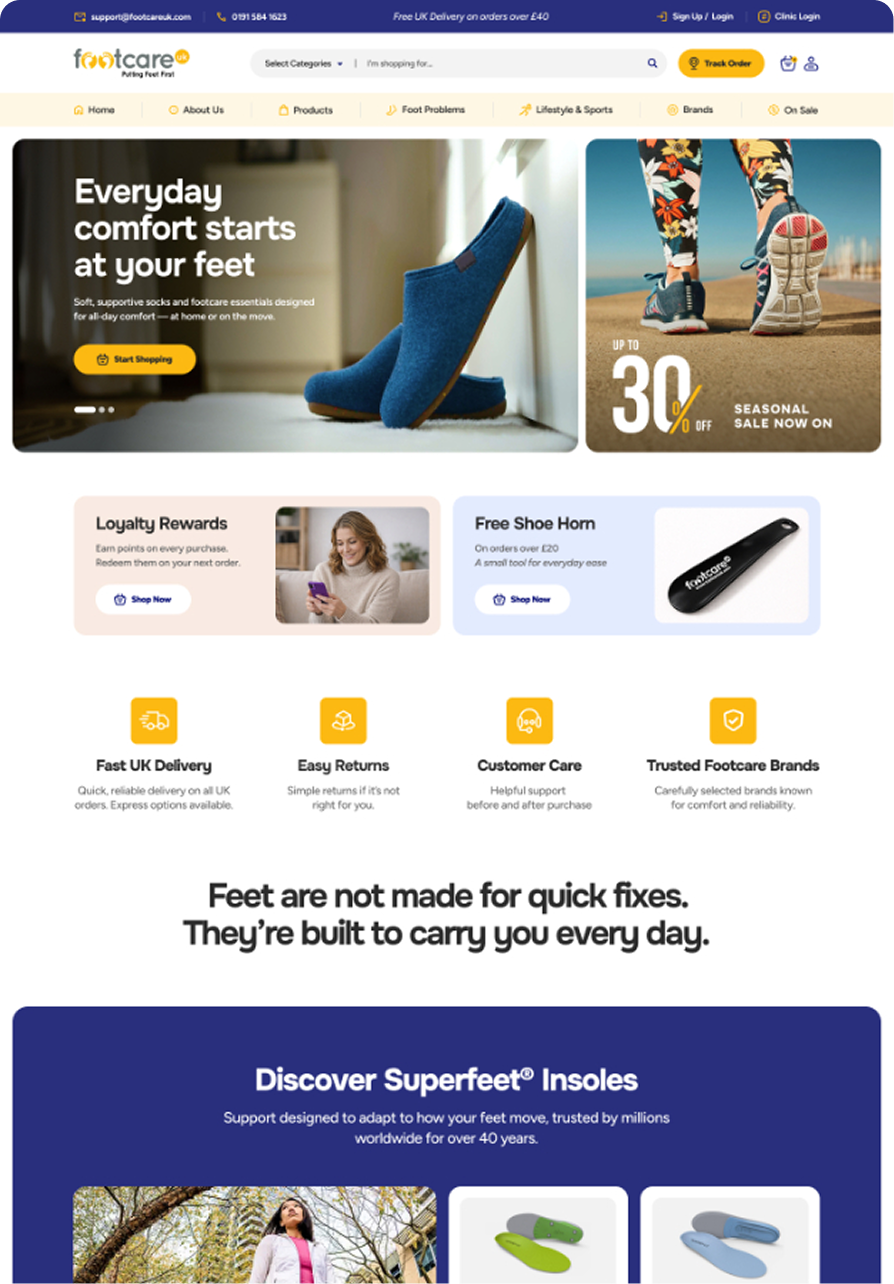 support@footcareuk.com
0191 584 1623
Free UK Delivery on orders over £40
Sign Up / Login
Clinic Login
footcare uk
Putting Feet First
Select Categories
I'm shopping for...
Track Order
Home
About Us
Products
Foot Problems
Lifestyle & Sports
Brands
On Sale
Everyday
comfort starts
at your feet
Soft, supportive socks and footcare essentials designed
for all-day comfort — at home or on the move.
Start Shopping
UP TO
30% OFF
SEASONAL
SALE NOW ON
Loyalty Rewards
Earn points on every purchase.
Redeem them on your next order.
Shop Now
Free Shoe Horn
On orders over £20
A small tool for everyday ease
Shop Now
footcare
Fast UK Delivery
Quick, reliable delivery on all UK
orders. Express options available.
Easy Returns
Simple returns if it's not
right for you.
Customer Care
Helpful support
before and after purchase
Trusted Footcare Brands
Carefully selected brands known
for comfort and reliability.
Feet are not made for quick fixes.
They're built to carry you every day.
Discover Superfeet® Insoles
Support designed to adapt to how your feet move, trusted by millions
worldwide for over 40 years.